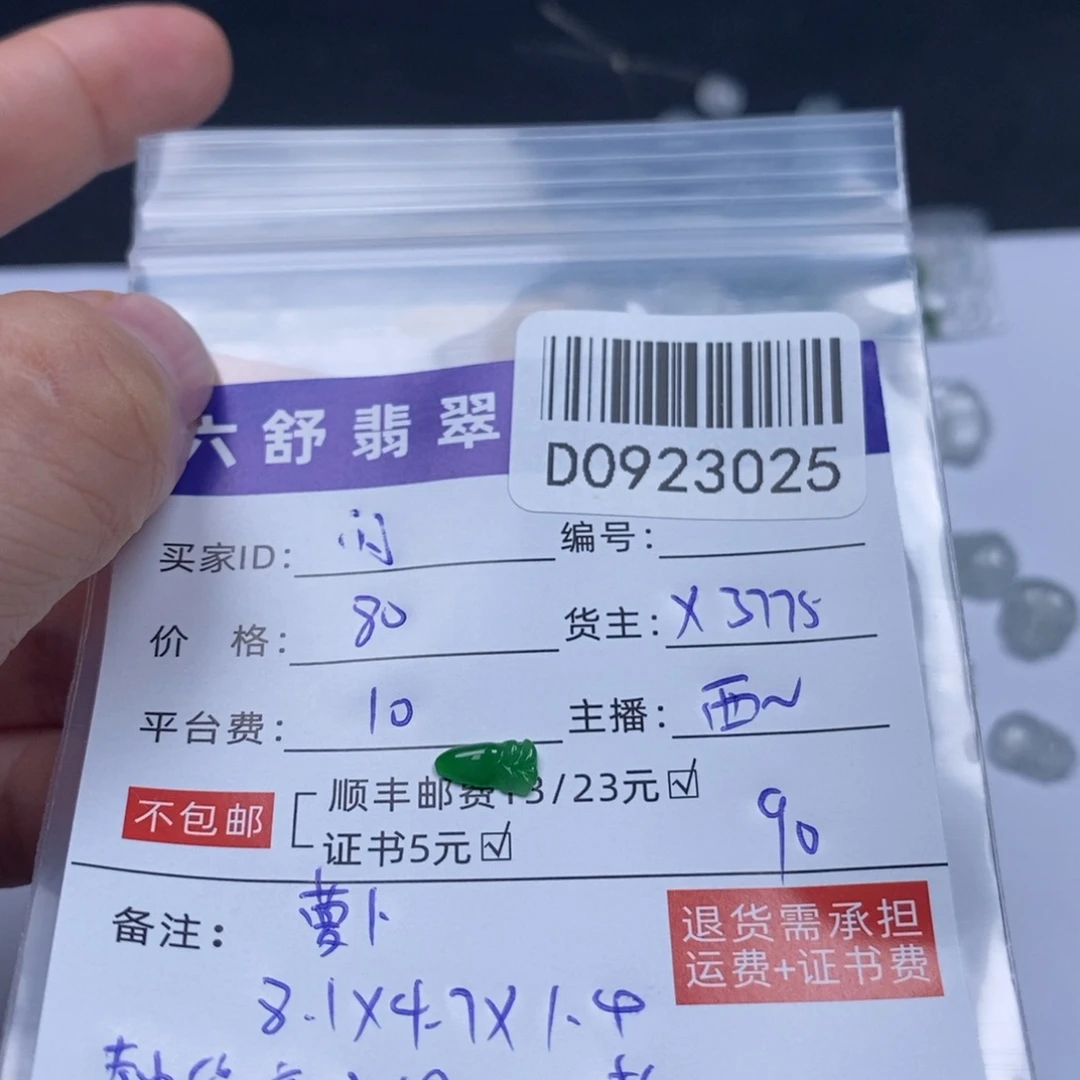 六舒翡翠
D0923025
买家ID: 闪 编号:
价 格: 80 货主: X3775
平台费: 10 主播: 西~
不包邮 顺丰邮费13/23元☑
证书5元☑ 90
备注: 萝卜
退货需承担
运费+证书费
8.1X4.7X1.4